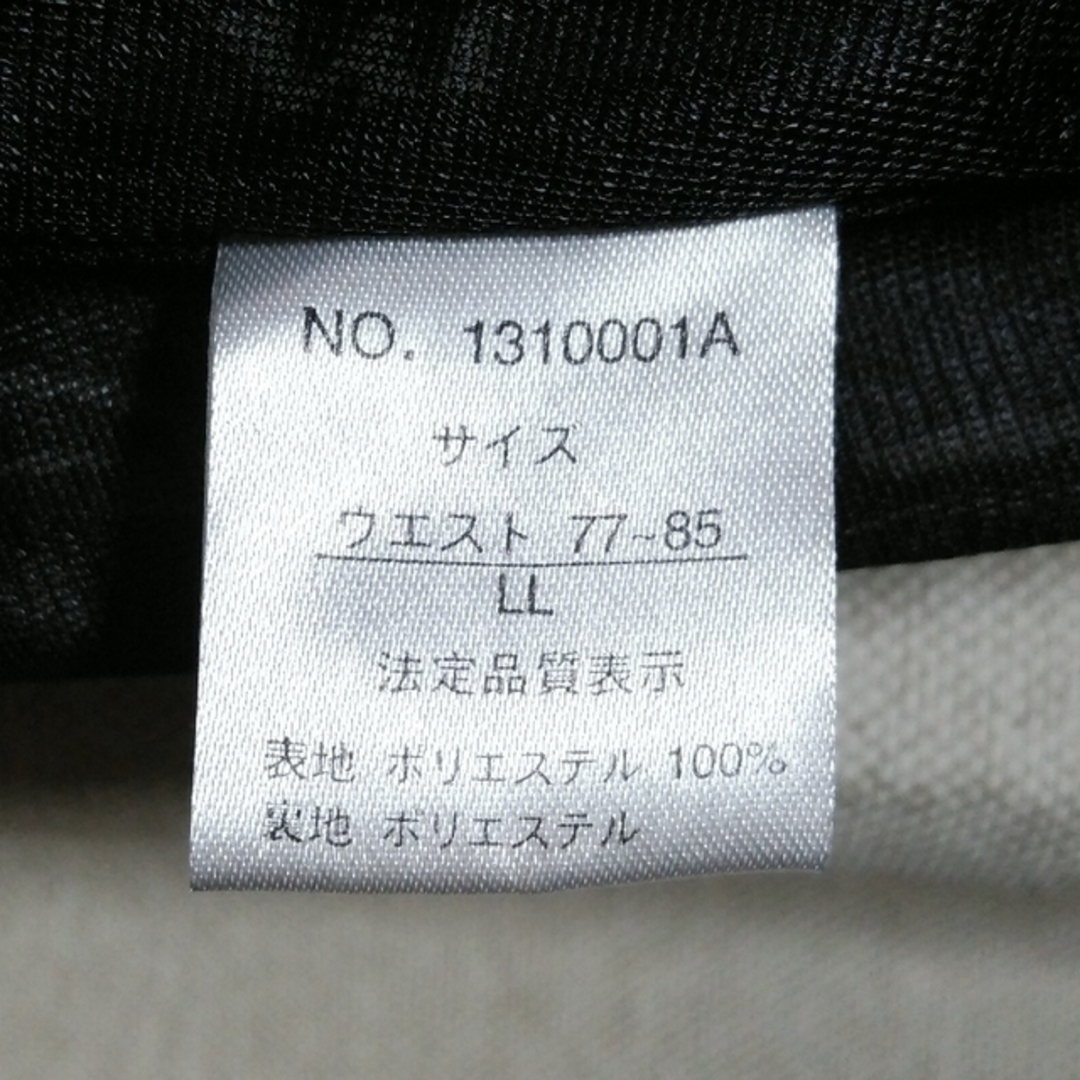 NO. 1310001A
サイズ
ウエスト 77~85
LL
法定品質表示
表地 ポリエステル 100%
裏地 ポリエステル